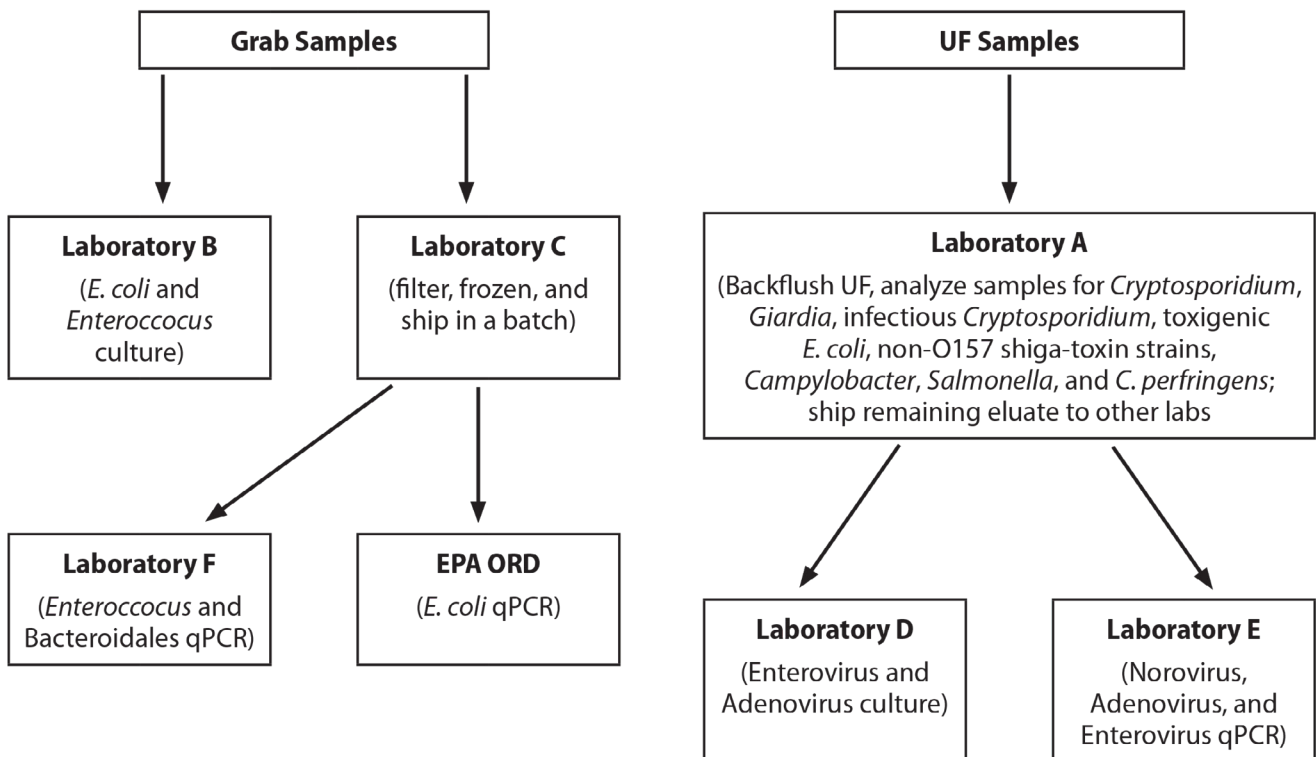 Grab Samples
UF Samples
Laboratory B
(E. coli and
Enteroccocus
culture)
Laboratory C
(filter, frozen, and
ship in a batch)
Laboratory A
(Backflush UF, analyze samples for Cryptosporidium,
Giardia, infectious Cryptosporidium, toxigenic
E. coli, non-O157 shiga-toxin strains,
Campylobacter, Salmonella, and C. perfringens;
ship remaining eluate to other labs
Laboratory F
(Enteroccocus and
Bacteroidales qPCR)
EPA ORD
(E. coli qPCR)
Laboratory D
(Enterovirus and
Adenovirus culture)
Laboratory E
(Norovirus,
Adenovirus, and
Enterovirus qPCR)